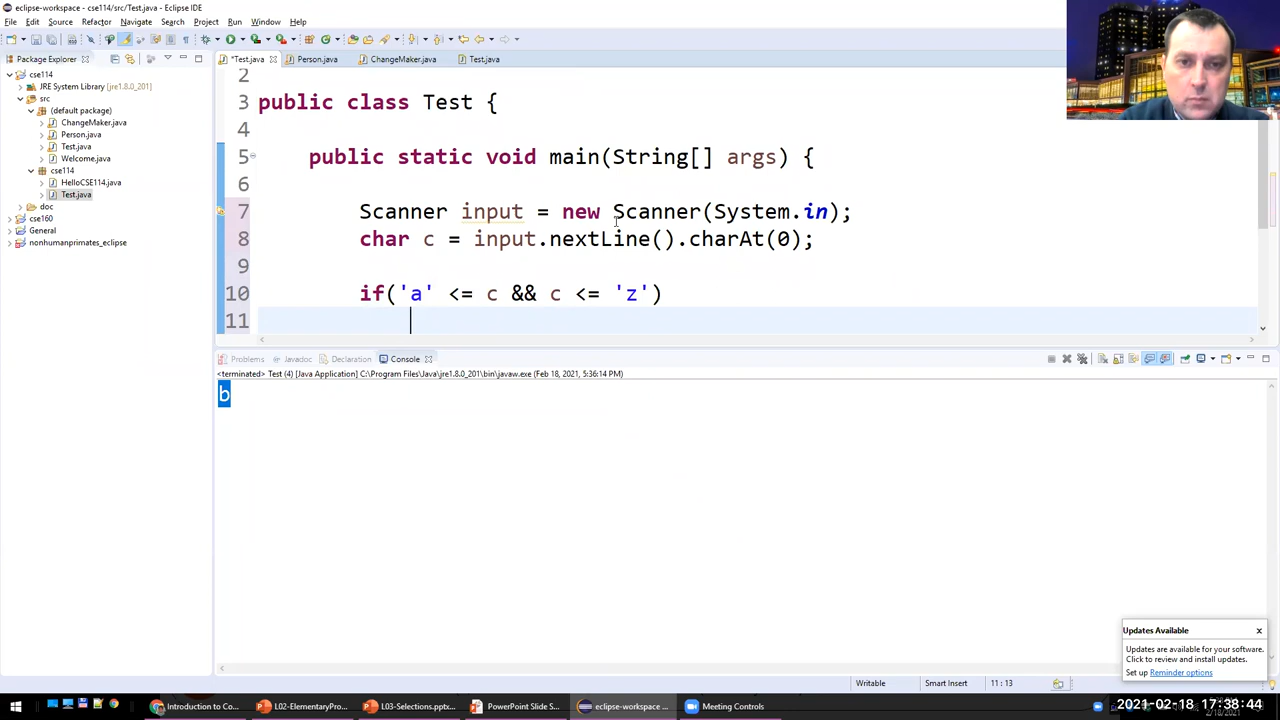 eclipse-workspace - cse114/src/Test.java - Eclipse IDE
File Edit Source Refactor Navigate Search Project Run Window Help
Package Explorer
*Test.java Person.java ChangeMaker.java Test.java
cse114
JRE System Library [jre1.8.0_201]
src
(default package)
ChangeMaker.java
Person.java
Test.java
Welcome.java
cse114
HelloCSE114.java
Test.java
doc
cse160
General
nonhumanprimates_eclipse
2
3 public class Test {
4
5 public static void main(String[] args) {
6
7 Scanner input = new Scanner(System.in);
8 char c = input.nextLine().charAt(0);
9
10 if('a' <= c && c <= 'z')
11
Problems Javadoc Declaration Console
<terminated> Test (4) [Java Application] C:\Program Files\Java\jre1.8.0_201\bin\javaw.exe (Feb 18, 2021, 5:36:14 PM)
b
Updates Available x
Updates are available for your software.
Click to review and install updates.
Set up Reminder options
Writable Smart Insert 11 : 13
Introduction to Co... L02-ElementaryPro... L03-Selections.pptx... PowerPoint Slide S... eclipse-workspace ... Meeting Controls
2021-02-18 17:38:44